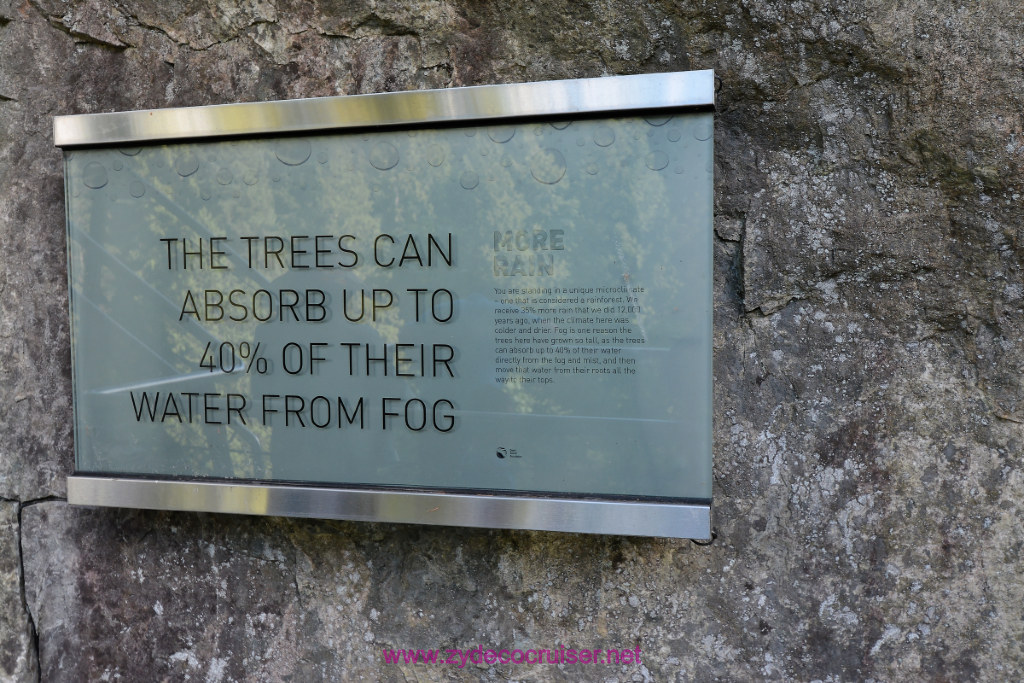 THE TREES CAN
ABSORB UP TO
40% OF THEIR
WATER FROM FOG
MORE
RAIN
You are standing in a unique microclimate
- one that is considered a rainforest. We
receive 35% more rain that we did 12,000
years ago, when the climate here was
colder and drier. Fog is one reason the
trees here have grown so tall, as the trees
can absorb up to 40% of their water
directly from the fog and mist, and then
move that water from their roots all the
way to their tops.
www.zydecocruiser.net